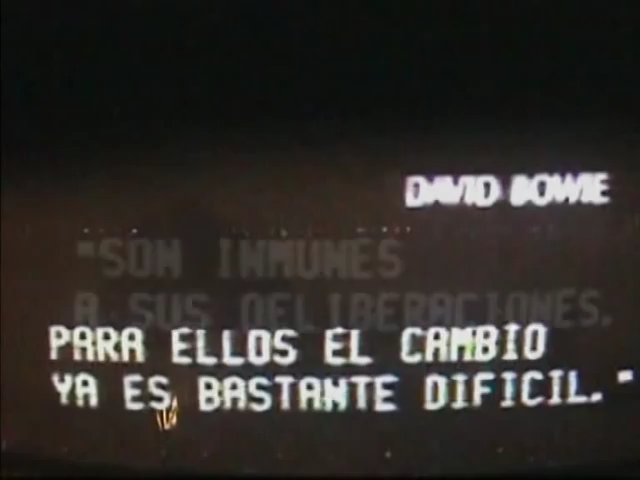 DAVID BOWIE
"SON INMUNES
A SUS DELIBERACIONES.
PARA ELLOS EL CAMBIO
YA ES BASTANTE DIFICIL."